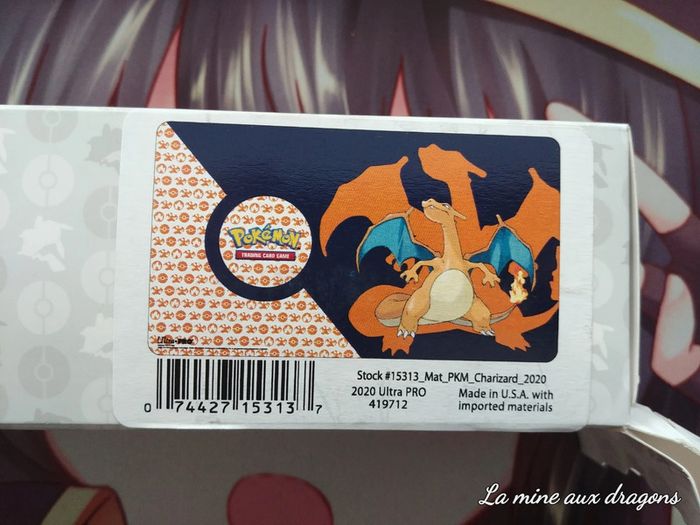 Pokémon
TRADING CARD GAME
Ultra·PRO
Stock #15313_Mat_PKM_Charizard_2020
2020 Ultra PRO
419712
Made in U.S.A. with
imported materials
0 74427 15313 7
La mine aux dragons